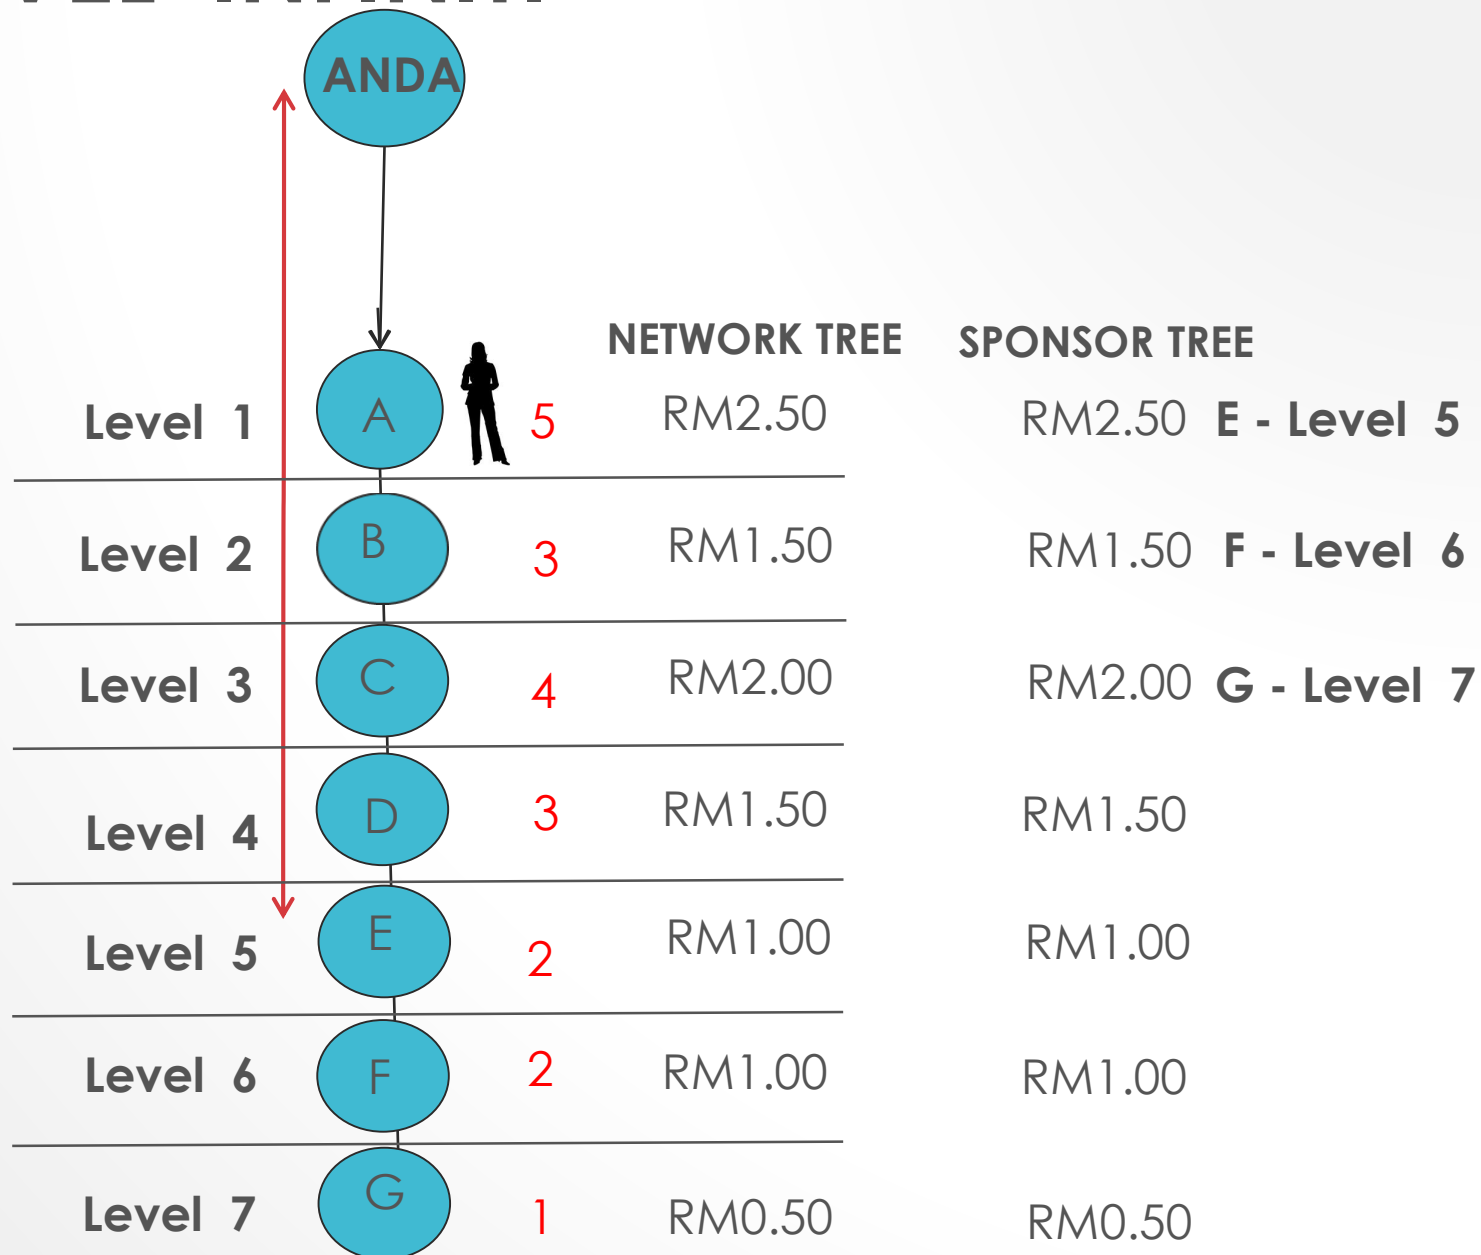 ANDA
NETWORK TREE SPONSOR TREE
Level 1 A 5 RM2.50 RM2.50 E - Level 5
Level 2 B 3 RM1.50 RM1.50 F - Level 6
Level 3 C 4 RM2.00 RM2.00 G - Level 7
Level 4 D 3 RM1.50 RM1.50
Level 5 E 2 RM1.00 RM1.00
Level 6 F 2 RM1.00 RM1.00
Level 7 G 1 RM0.50 RM0.50